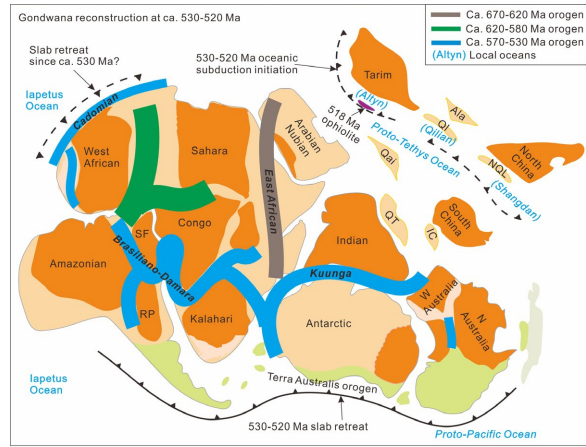 Gondwana reconstruction at ca. 530-520 Ma
Ca. 670-620 Ma orogen
Ca. 620-580 Ma orogen
Ca. 570-530 Ma orogen
(Altyn) Local oceans
Slab retreat
since ca. 530 Ma?
530-520 Ma oceanic
subduction initiation
Tarim
(Altyn)
518 Ma
ophiolite
Iapetus
Ocean
Cadomian
West
African
Sahara
Arabian
Nubian
East African
Proto-Tethys Ocean
Ala
QI
(Qilian)
Qai
NQL
North
China
(Shangdan)
QT
IC
South
China
SF
Congo
Indian
Amazonian
Brasiliano-Damara
Kuunga
W
Australia
N
Australia
RP
Kalahari
Antarctic
Iapetus
Ocean
Terra Australis orogen
530-520 Ma slab retreat
Proto-Pacific Ocean